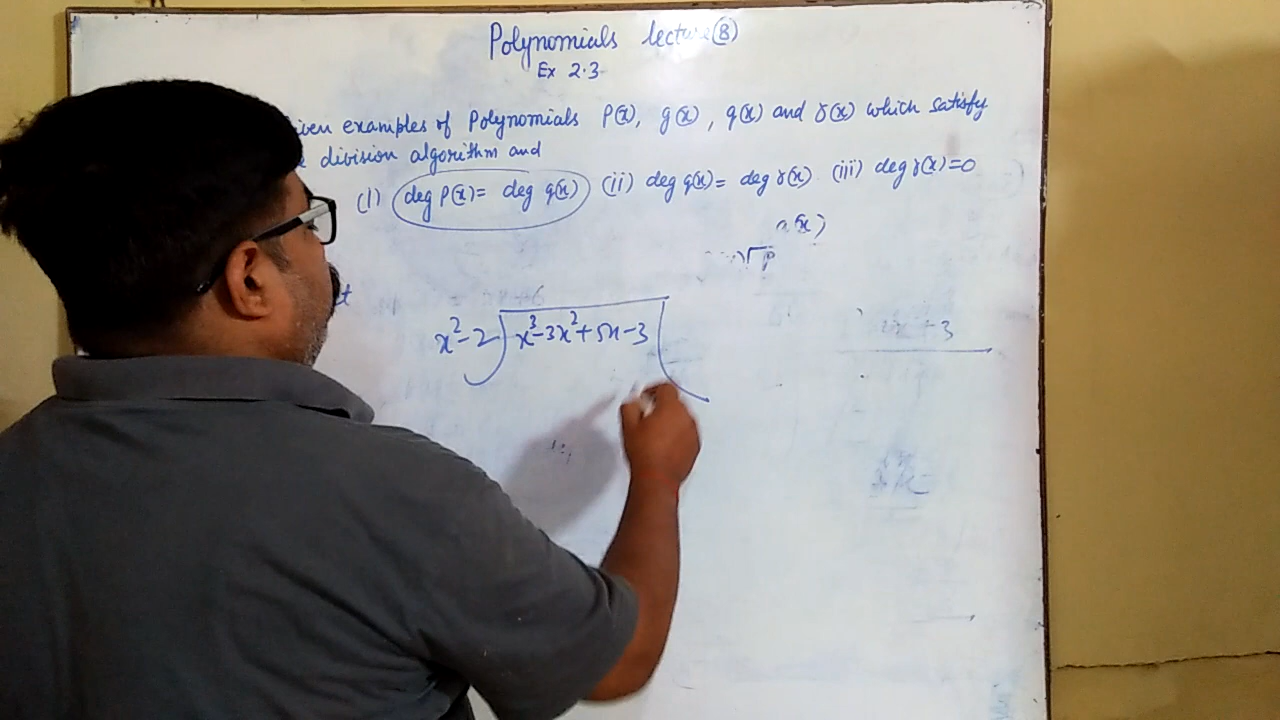 Polynomials lecture (8)
Ex 2.3
iven examples of Polynomials P(x), g(x), q(x) and r(x) which satisfy
division algorithm and
(i) deg P(x) = deg q(x) (ii) deg q(x) = deg r(x) (iii) deg r(x) = 0
x² - 2 ) x³ - 3x² + 5x - 3 (